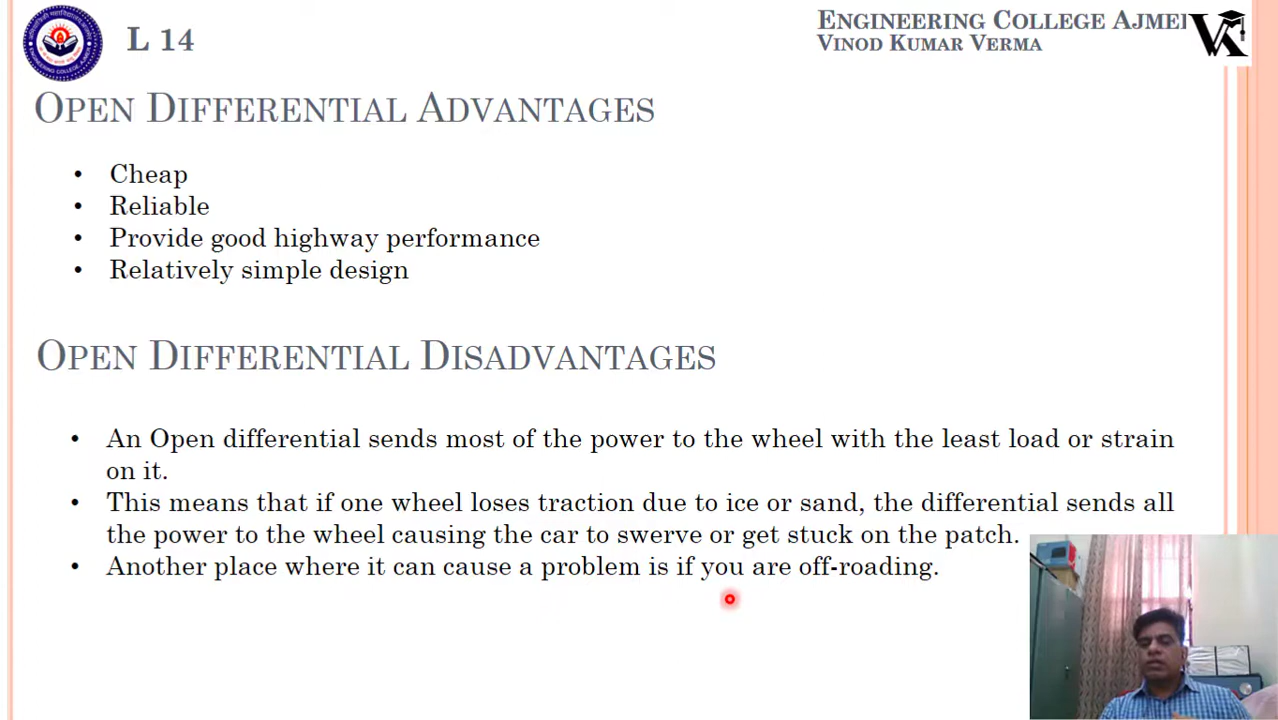 L 14
ENGINEERING COLLEGE AJMER
VINOD KUMAR VERMA
OPEN DIFFERENTIAL ADVANTAGES
• Cheap
• Reliable
• Provide good highway performance
• Relatively simple design
OPEN DIFFERENTIAL DISADVANTAGES
• An Open differential sends most of the power to the wheel with the least load or strain
on it.
• This means that if one wheel loses traction due to ice or sand, the differential sends all
the power to the wheel causing the car to swerve or get stuck on the patch.
• Another place where it can cause a problem is if you are off-roading.